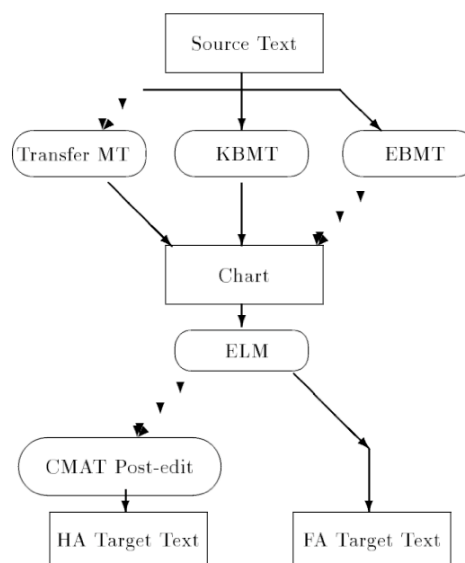 Source Text
Transfer MT
KBMT
EBMT
Chart
ELM
CMAT Post-edit
HA Target Text
FA Target Text